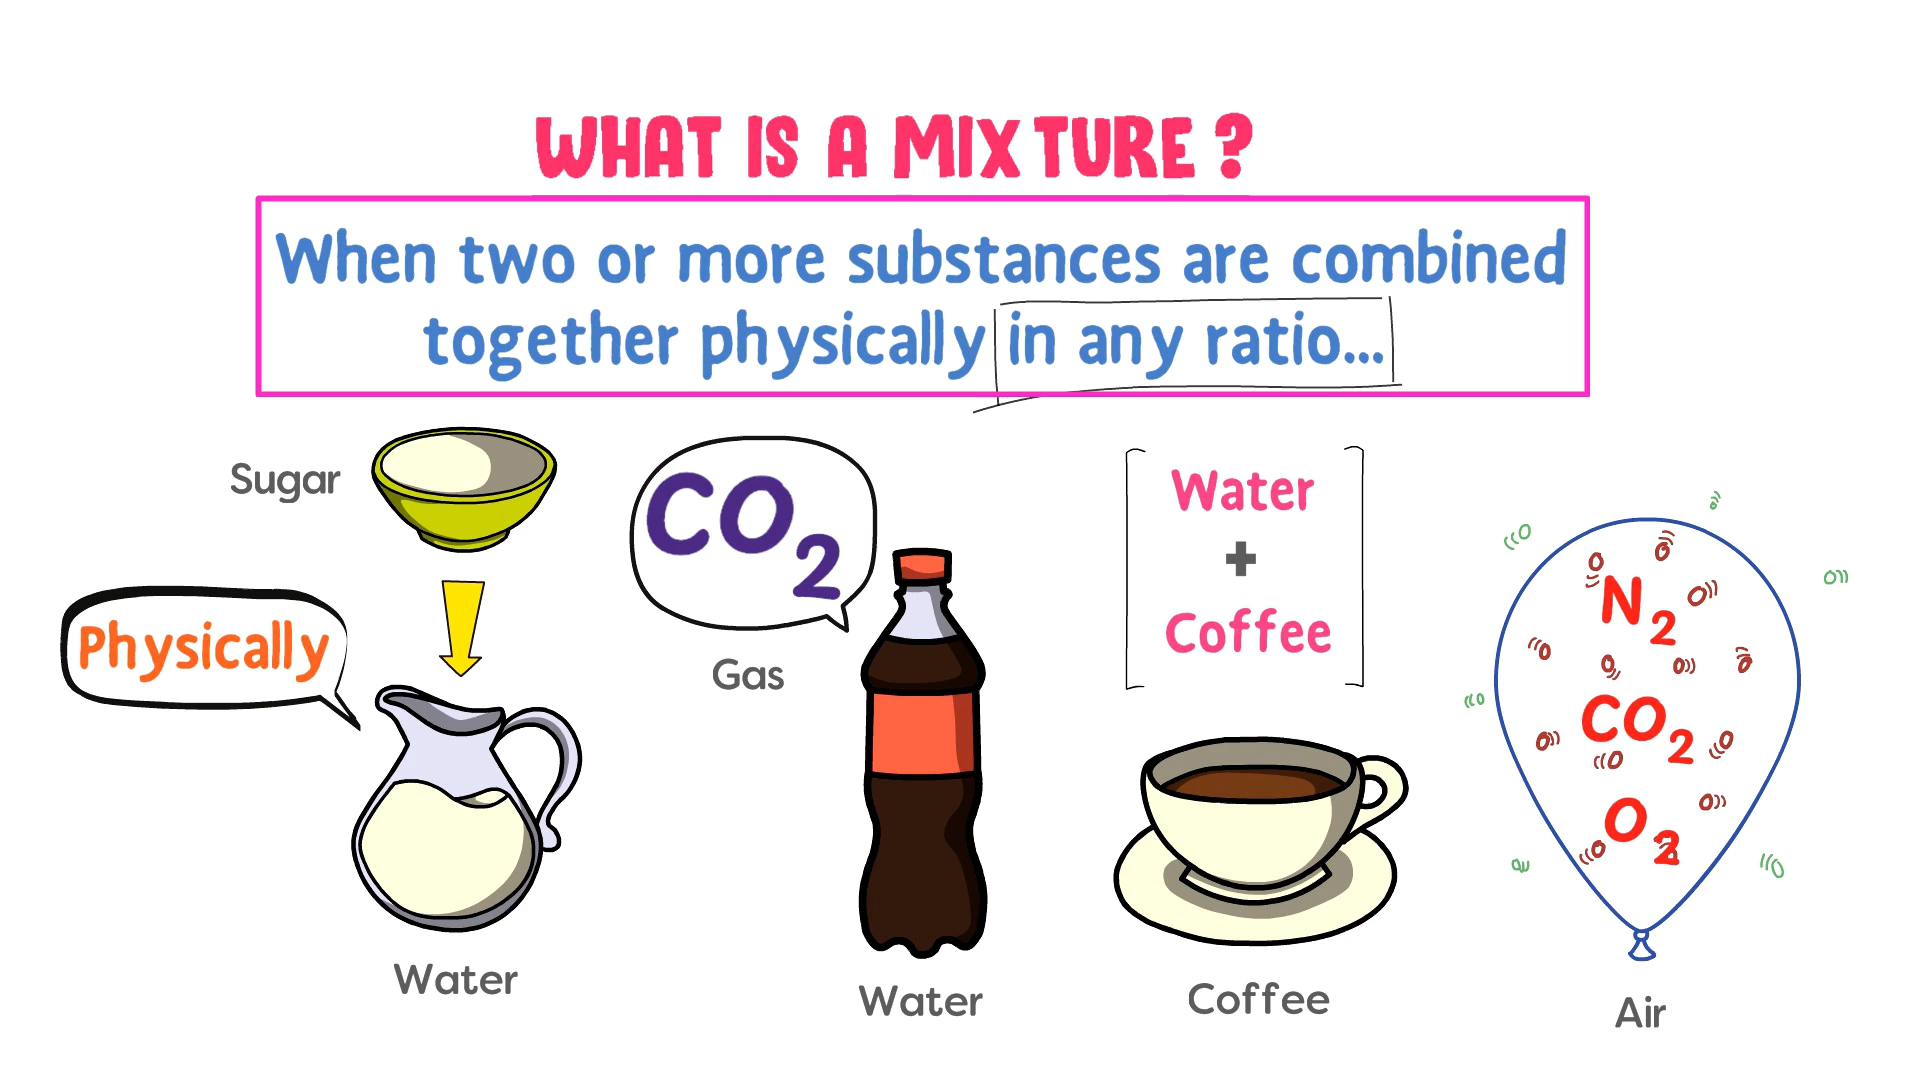 WHAT IS A MIXTURE ?
When two or more substances are combined
together physically in any ratio...
Sugar
Physically
Water
CO2
Gas
Water
Water
+
Coffee
Coffee
N2
CO2
O2
Air